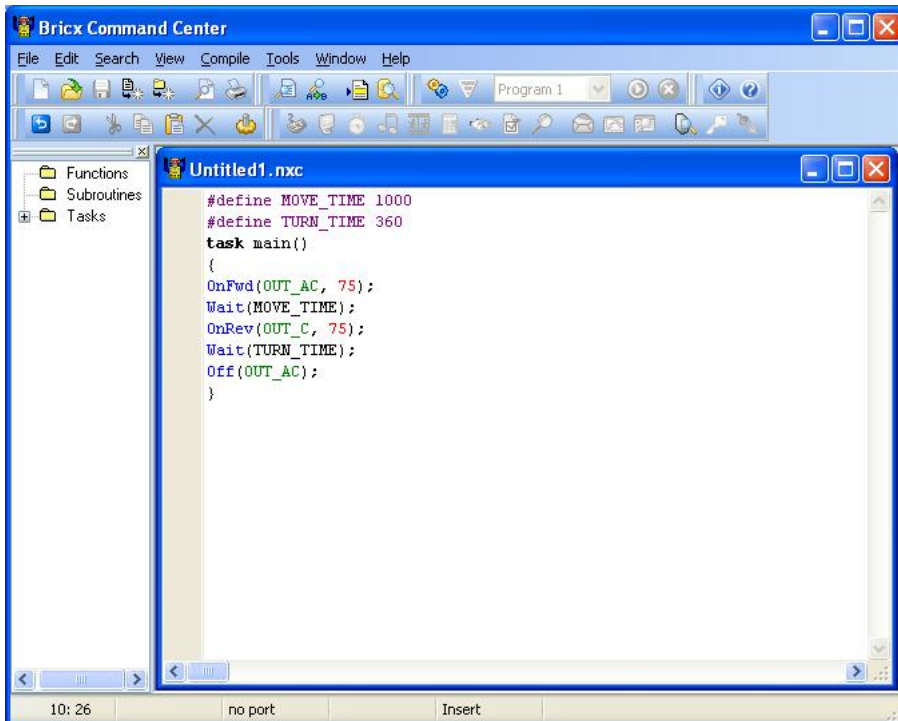 Bricx Command Center
File Edit Search View Compile Tools Window Help
Program 1
Functions
Subroutines
Tasks
Untitled1.nxc
#define MOVE_TIME 1000
#define TURN_TIME 360
task main()
{
OnFwd(OUT_AC, 75);
Wait(MOVE_TIME);
OnRev(OUT_C, 75);
Wait(TURN_TIME);
Off(OUT_AC);
}
10: 26 no port Insert